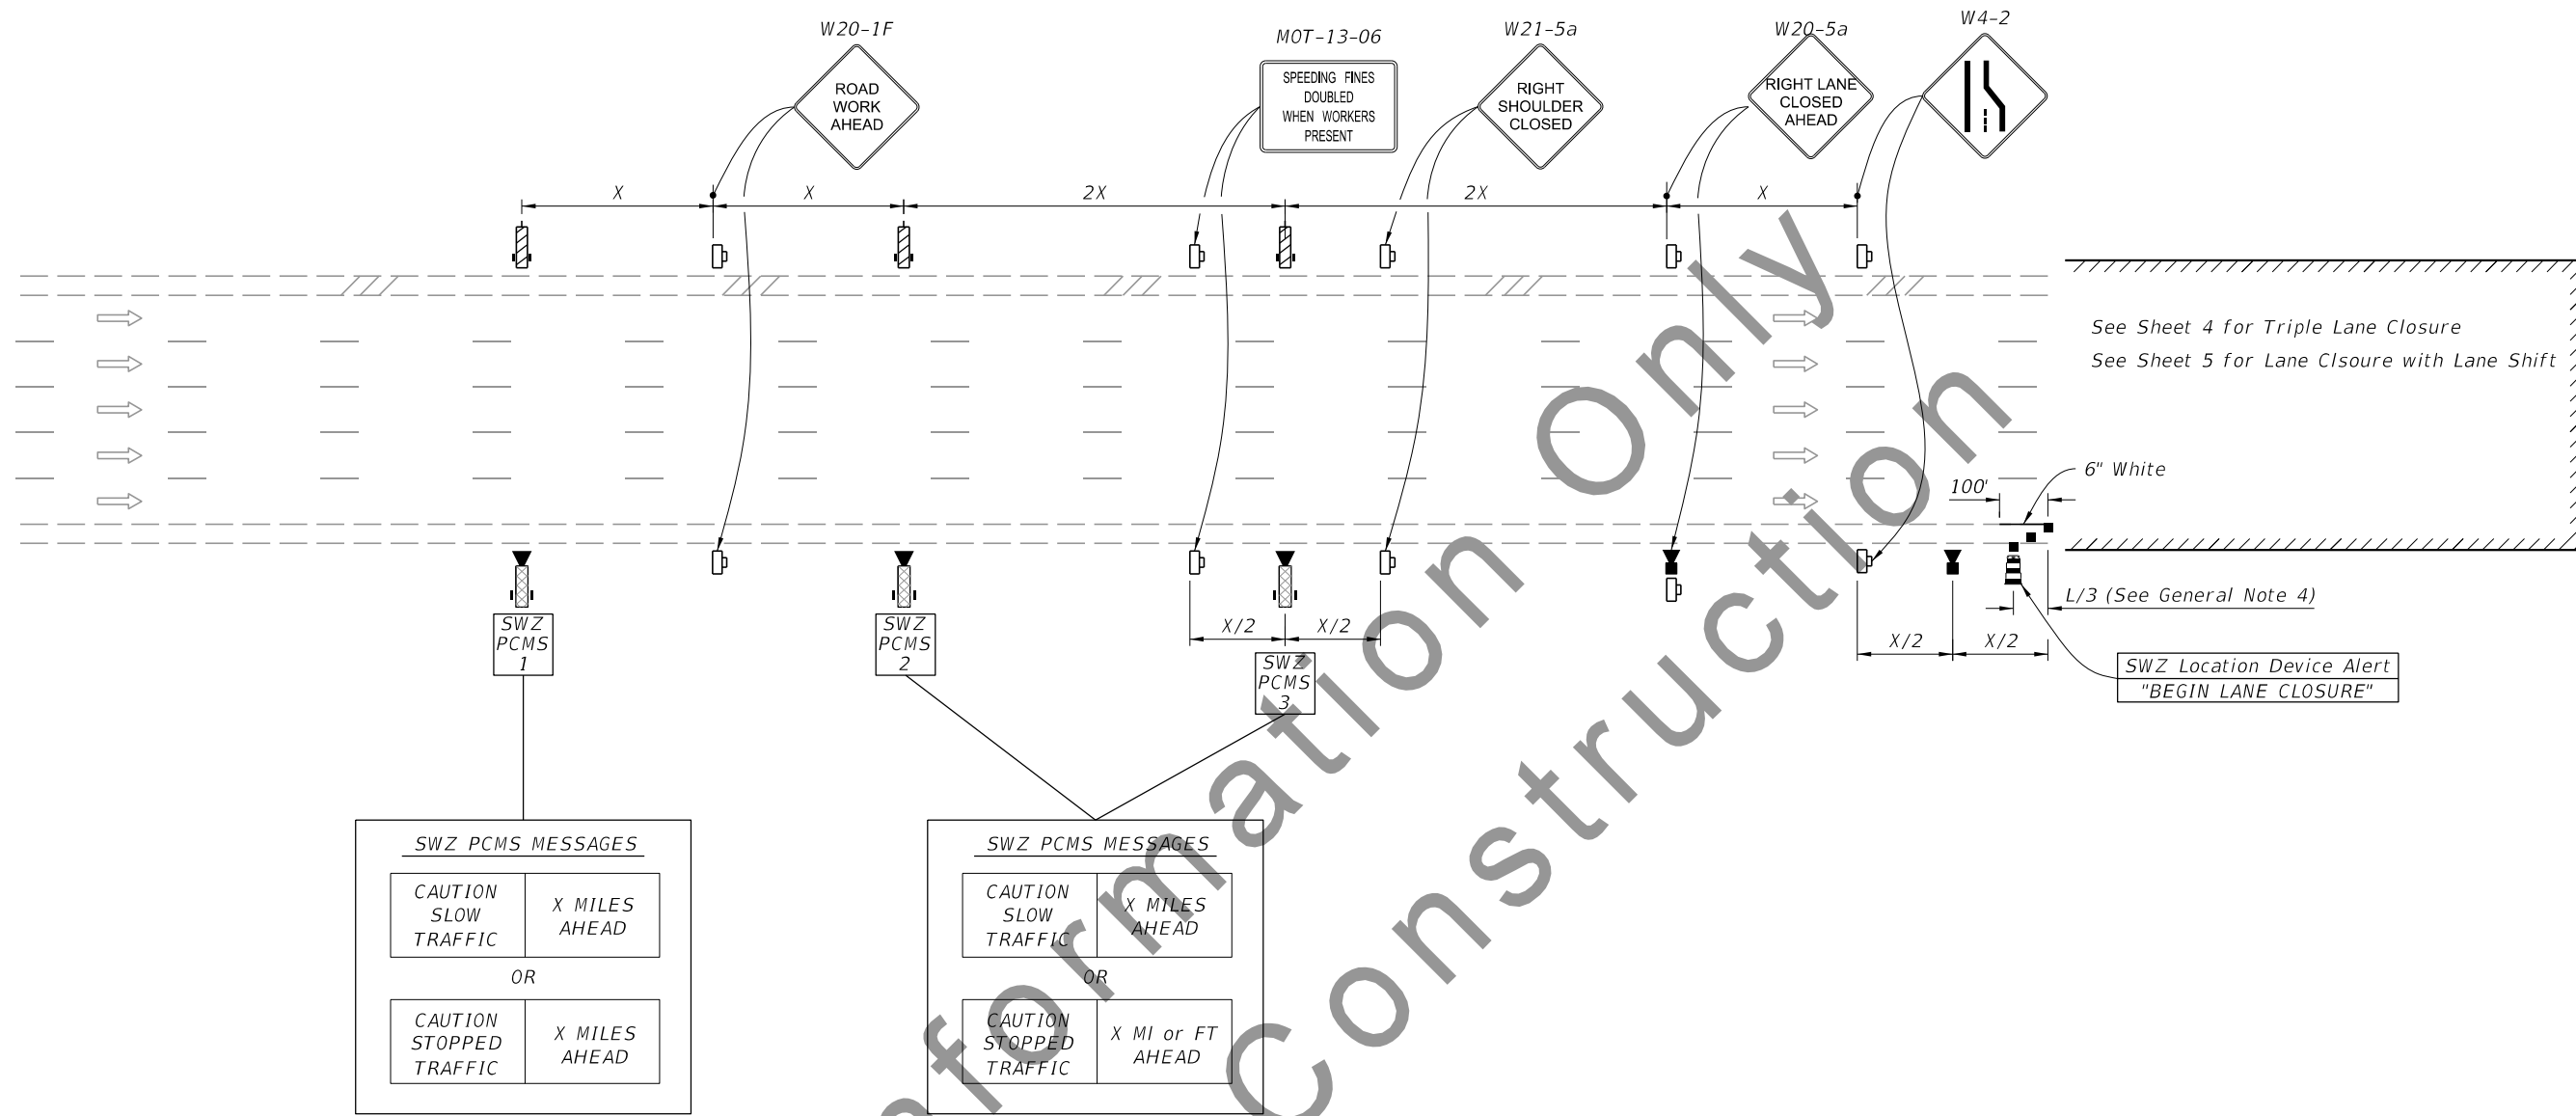 W20-1F
ROAD
WORK
AHEAD
MOT-13-06
SPEEDING FINES
DOUBLED
WHEN WORKERS
PRESENT
W21-5a
RIGHT
SHOULDER
CLOSED
W20-5a
RIGHT LANE
CLOSED
AHEAD
W4-2
X
X
2X
2X
X
See Sheet 4 for Triple Lane Closure
See Sheet 5 for Lane Clsoure with Lane Shift
6" White
100'
L/3 (See General Note 4)
X/2
X/2
X/2
X/2
SWZ
PCMS
1
SWZ
PCMS
2
SWZ
PCMS
3
SWZ Location Device Alert
"BEGIN LANE CLOSURE"
SWZ PCMS MESSAGES
CAUTION
SLOW
TRAFFIC
X MILES
AHEAD
OR
CAUTION
STOPPED
TRAFFIC
X MILES
AHEAD
SWZ PCMS MESSAGES
CAUTION
SLOW
TRAFFIC
X MILES
AHEAD
OR
CAUTION
STOPPED
TRAFFIC
X MI or FT
AHEAD
formation Only
Construction